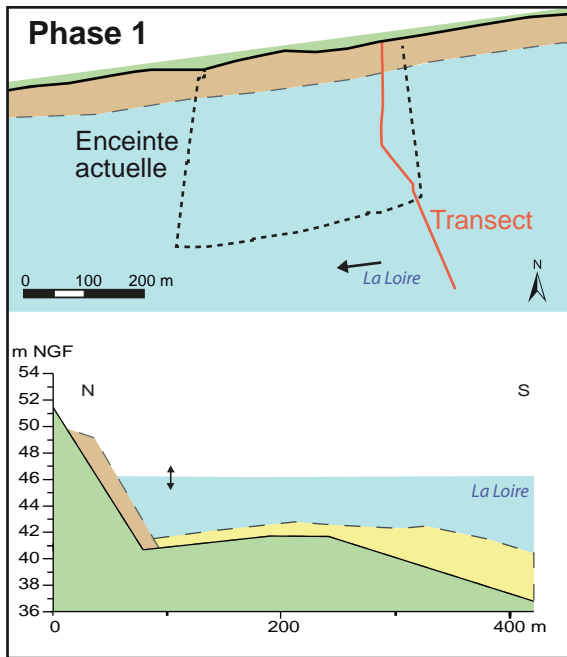 Phase 1
Enceinte
actuelle
Transect
0 100 200 m
La Loire
N
m NGF
54
N S
52
50
48
46
La Loire
44
42
40
38
36
0 200 400 m